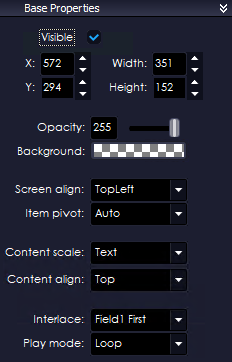 Base Properties
Visible
X: 572 Width: 351
Y: 294 Height: 152
Opacity: 255
Background:
Screen align: TopLeft
Item pivot: Auto
Content scale: Text
Content align: Top
Interlace: Field1 First
Play mode: Loop